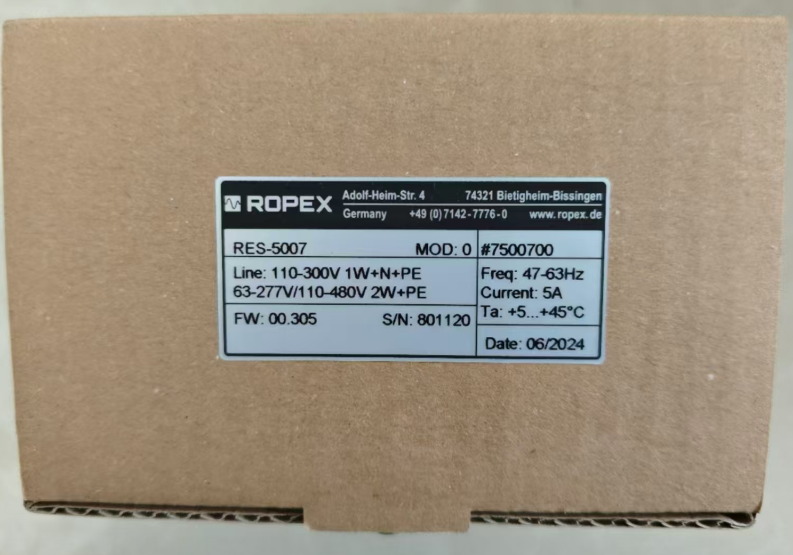 ROPEX
Adolf-Heim-Str. 4 74321 Bietigheim-Bissingen
Germany +49 (0)7142-7776-0 www.ropex.de
RES-5007 MOD: 0 #7500700
Line: 110-300V 1W+N+PE
63-277V/110-480V 2W+PE
Freq: 47-63Hz
Current: 5A
Ta: +5...+45°C
FW: 00.305 S/N: 801120
Date: 06/2024